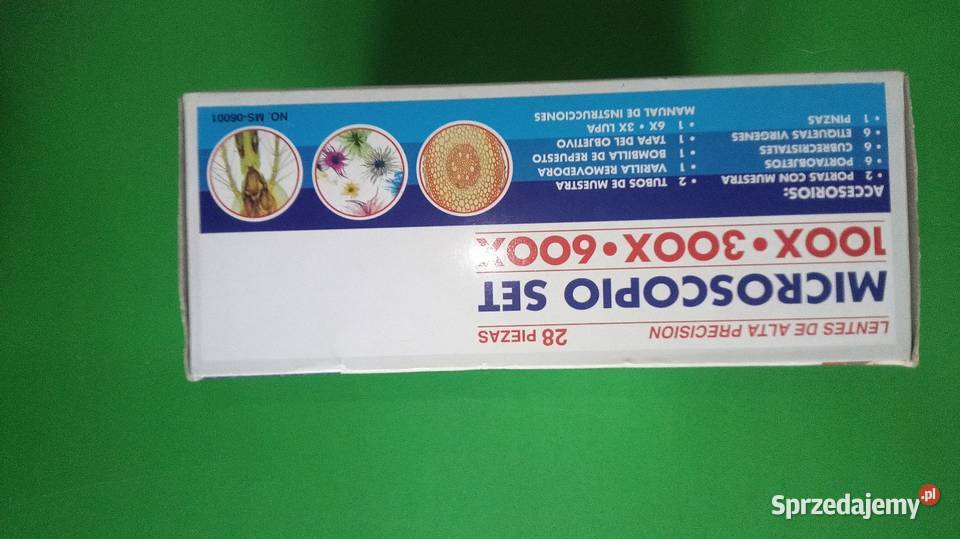 LENTES DE ALTA PRECISION
28 PIEZAS
MICROSCOPIO SET
100X • 300X • 600X
ACCESORIOS:
• 2 PORTAS CON MUESTRA
• 6 PORTAOBJETOS
• 6 CUBRECRISTALES
• 6 ETIQUETAS VIRGENES
• 1 PINZAS
• 2 TUBOS DE MUESTRA
• 1 VARILLA REMOVEDORA
• 1 BOMBILLA DE REPUESTO
• 1 TAPA DEL OBJETIVO
• 1 6X • 3X LUPA
MANUAL DE INSTRUCCIONES
NO. MS-06001
Sprzedajemy.pl